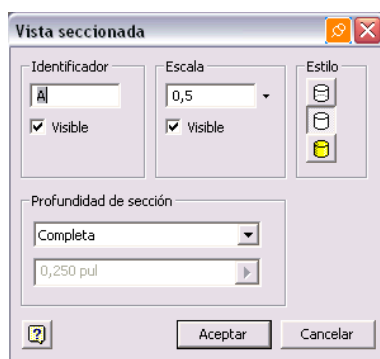 Vista seccionada
Identificador
Escala
Estilo
A
0,5
Visible
Visible
Profundidad de sección
Completa
0,250 pul
?
Aceptar
Cancelar